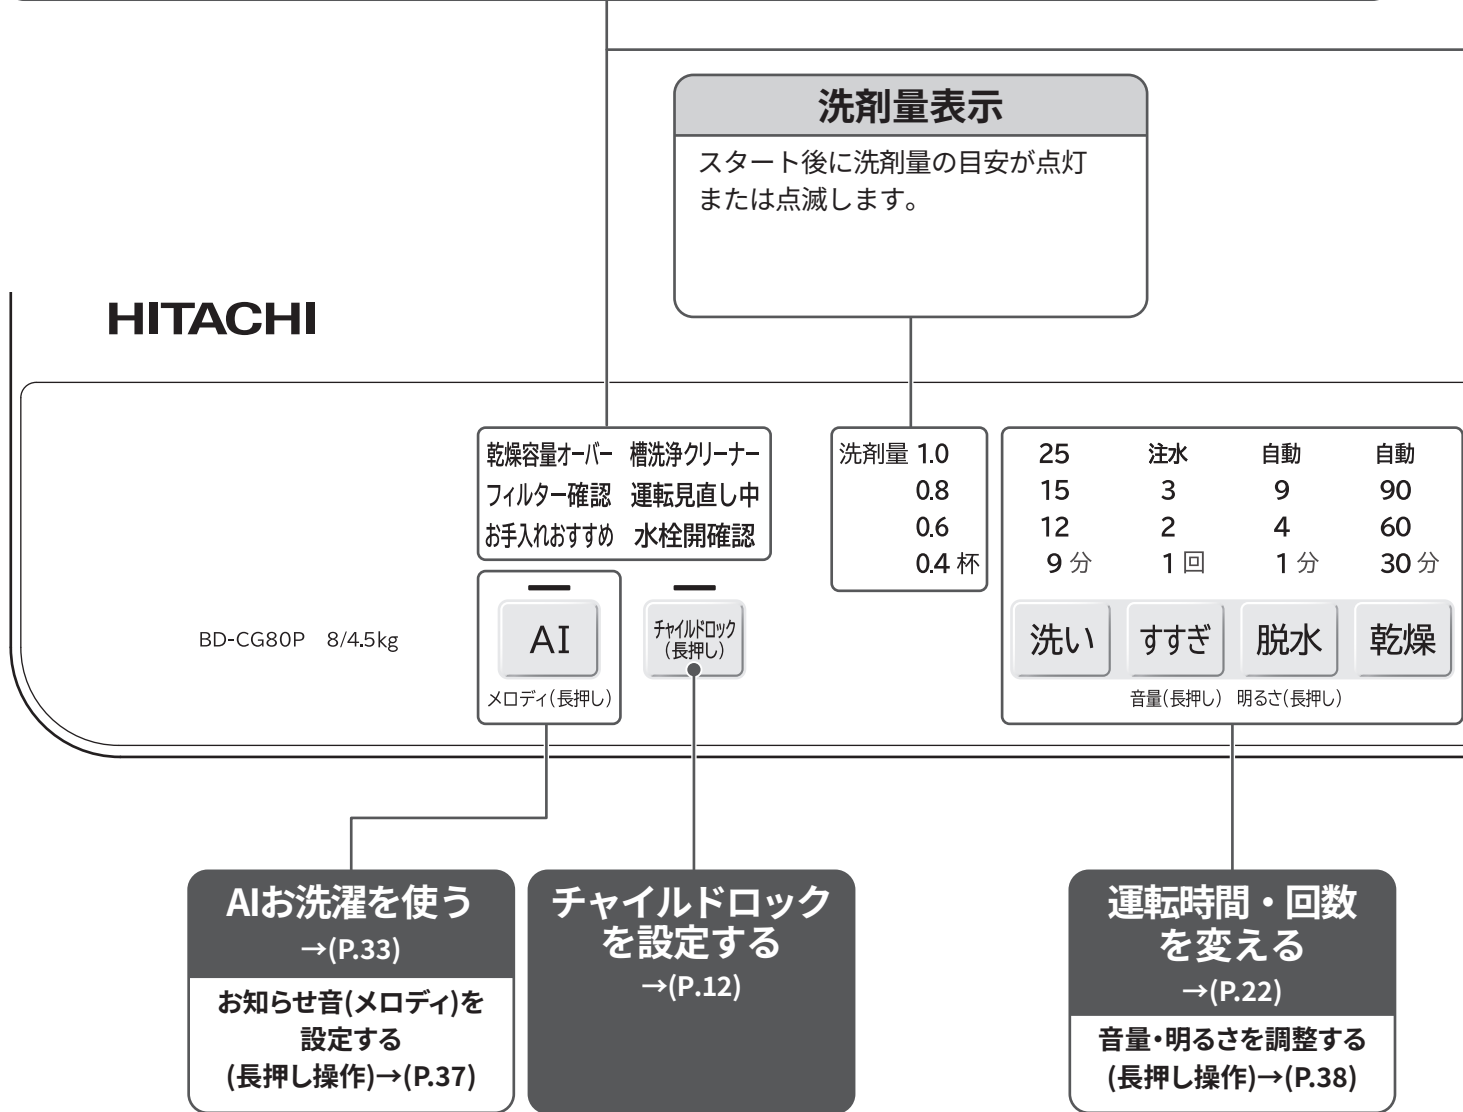 洗剤量表示
スタート後に洗剤量の目安が点灯
または点滅します。
HITACHI
乾燥容量オーバー 槽洗浄クリーナー
フィルター確認 運転見直し中
お手入れおすすめ 水栓開確認
洗剤量 1.0
0.8
0.6
0.4 杯
25 注水 自動 自動
15 3 9 90
12 2 4 60
9 分 1 回 1 分 30 分
BD-CG80P 8/4.5kg
AI
メロディ(長押し)
チャイルドロック
(長押し)
洗い すすぎ 脱水 乾燥
音量(長押し) 明るさ(長押し)
AIお洗濯を使う
→(P.33)
お知らせ音(メロディ)を
設定する
(長押し操作)→(P.37)
チャイルドロック
を設定する
→(P.12)
運転時間・回数
を変える
→(P.22)
音量・明るさを調整する
(長押し操作)→(P.38)